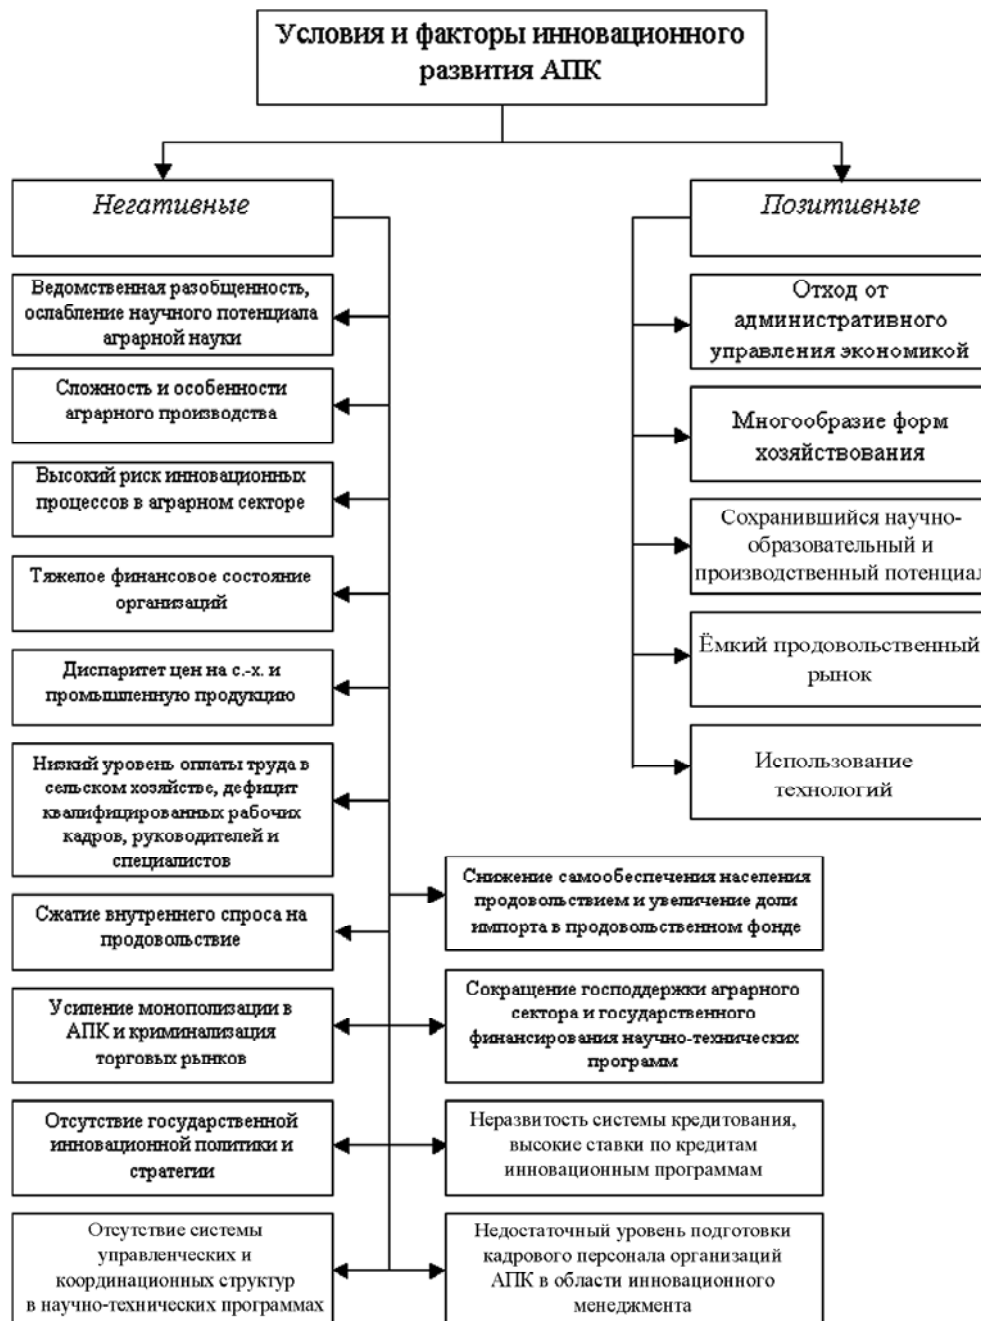 Условия и факторы инновационного
развития АПК
Негативные
Ведомственная разобщенность,
ослабление научного потенциала
аграрной науки
Сложность и особенности
аграрного производства
Высокий риск инновационных
процессов в аграрном секторе
Тяжелое финансовое состояние
организаций
Диспаритет цен на с.-х. и
промышленную продукцию
Низкий уровень оплаты труда в
сельском хозяйстве, дефицит
квалифицированных рабочих
кадров, руководителей и
специалистов
Сжатие внутреннего спроса на
продовольствие
Усиление монополизации в
АПК и криминализация
торговых рынков
Отсутствие государственной
инновационной политики и
стратегии
Отсутствие системы
управленческих и
координационных структур
в научно-технических программах
Снижение самообеспечения населения
продовольствием и увеличение доли
импорта в продовольственном фонде
Сокращение господдержки аграрного
сектора и государственного
финансирования научно-технических
программ
Неразвитость системы кредитования,
высокие ставки по кредитам
инновационным программам
Недостаточный уровень подготовки
кадрового персонала организаций
АПК в области инновационного
менеджмента
Позитивные
Отход от
административного
управления экономикой
Многообразие форм
хозяйствования
Сохранившийся научно-
образовательный и
производственный потенциал
Ёмкий продовольственный
рынок
Использование
технологий